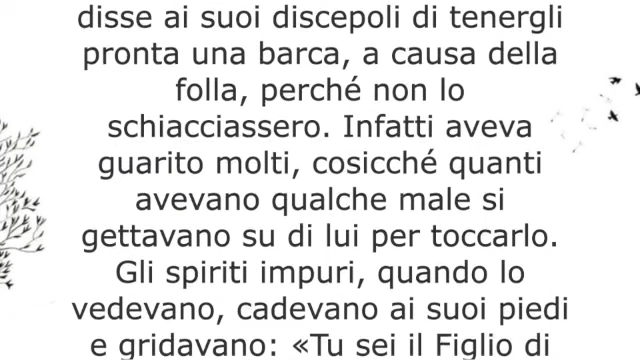 disse ai suoi discepoli di tenergli
pronta una barca, a causa della
folla, perché non lo
schiacciassero. Infatti aveva
guarito molti, cosicché quanti
avevano qualche male si
gettavano su di lui per toccarlo.
Gli spiriti impuri, quando lo
vedevano, cadevano ai suoi piedi
e gridavano: «Tu sei il Figlio di